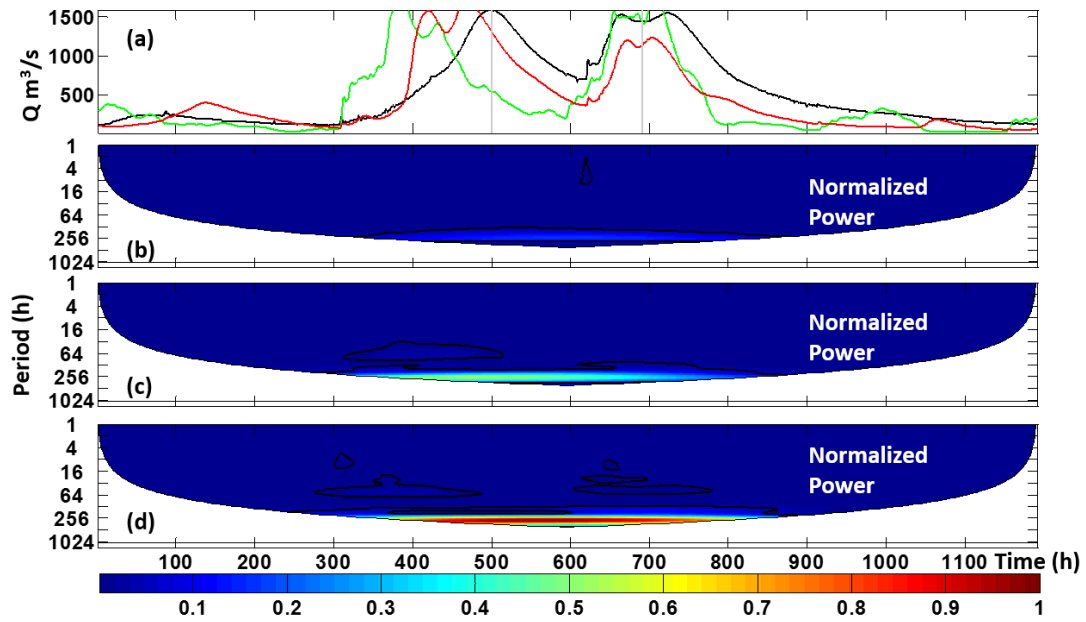 (a)
Q m³/s
1500
1000
500
1
4
16
64
256
1024
(b)
Normalized
Power
Period (h)
1
4
16
64
256
1024
(c)
Normalized
Power
1
4
16
64
256
1024
(d)
Normalized
Power
100 200 300 400 500 600 700 800 900 1000 1100 Time (h)
0.1 0.2 0.3 0.4 0.5 0.6 0.7 0.8 0.9 1